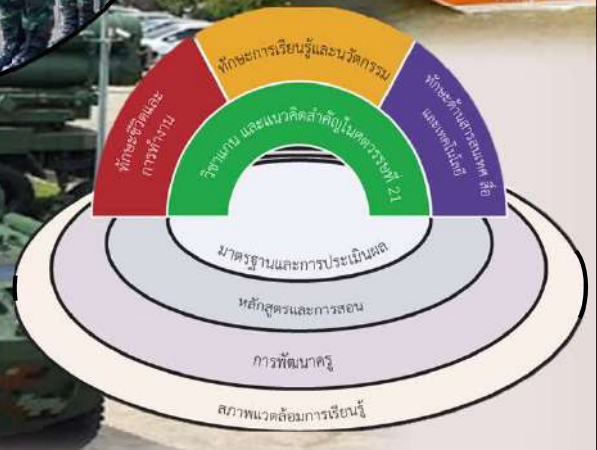 ทักษะการเรียนรู้และนวัตกรรม
ทักษะชีวิตและ
การทำงาน
ทักษะด้านสารสนเทศ สื่อ
และเทคโนโลยี
วิชาแกน และแนวคิดสำคัญในศตวรรษที่ 21
มาตรฐานและการประเมินผล
หลักสูตรและการสอน
การพัฒนาครู
สภาพแวดล้อมการเรียนรู้